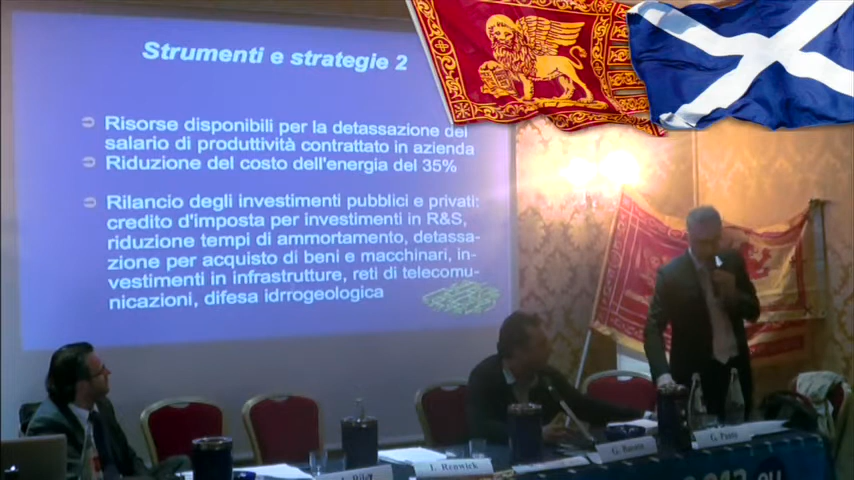 Strumenti e strategie 2
Risorse disponibili per la detassazione del
salario di produttività contrattato in azienda
Riduzione del costo dell'energia del 35%
Rilancio degli investimenti pubblici e privati:
credito d'imposta per investimenti in R&S,
riduzione tempi di ammortamento, detassa-
zione per acquisto di beni e macchinari, in-
vestimenti in infrastrutture, reti di telecomu-
nicazioni, difesa idrrogeologica
L. Renwick